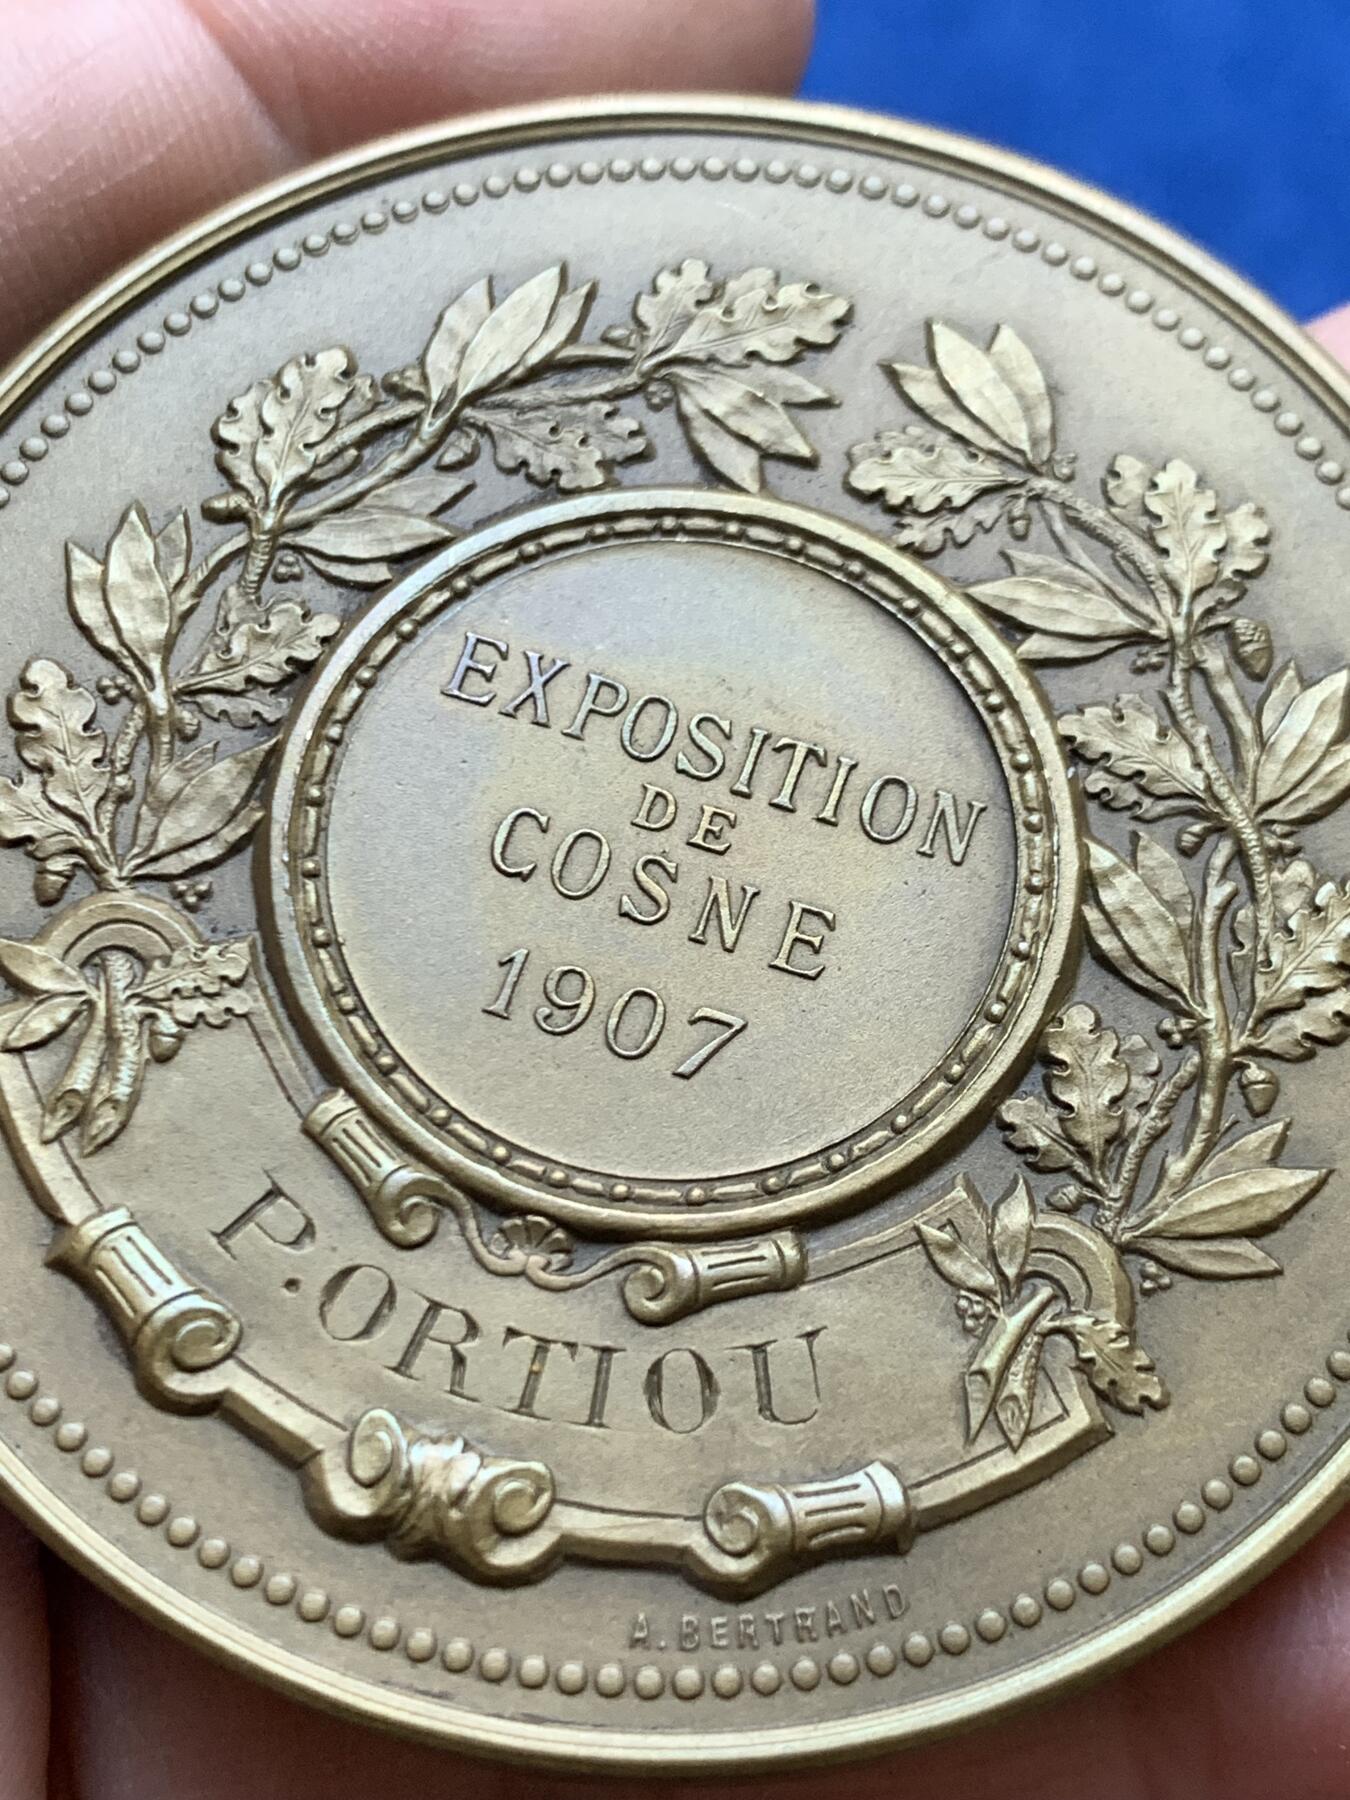 EXPOSITION
DE
COSNE
1907
P.ORTIOU
A.BERTRAND